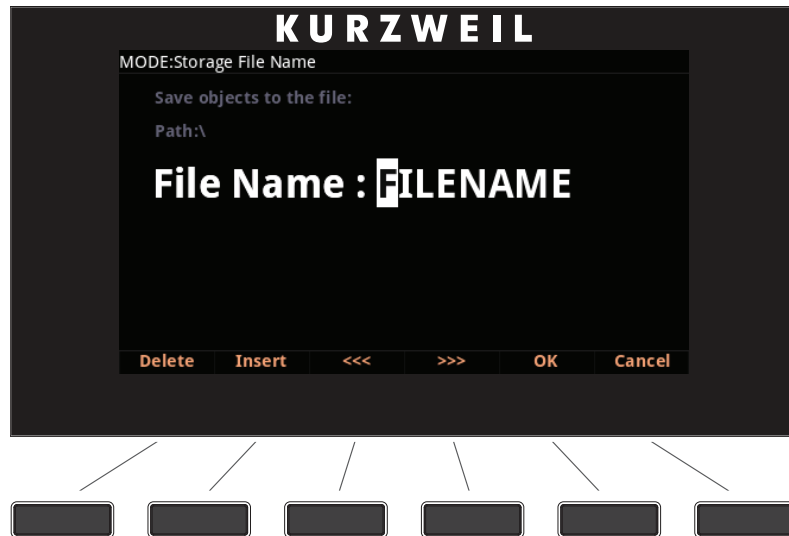 KURZWEIL
MODE:Storage File Name
Save objects to the file:
Path:\
File Name : FILENAME
Delete Insert <<< >>> OK Cancel